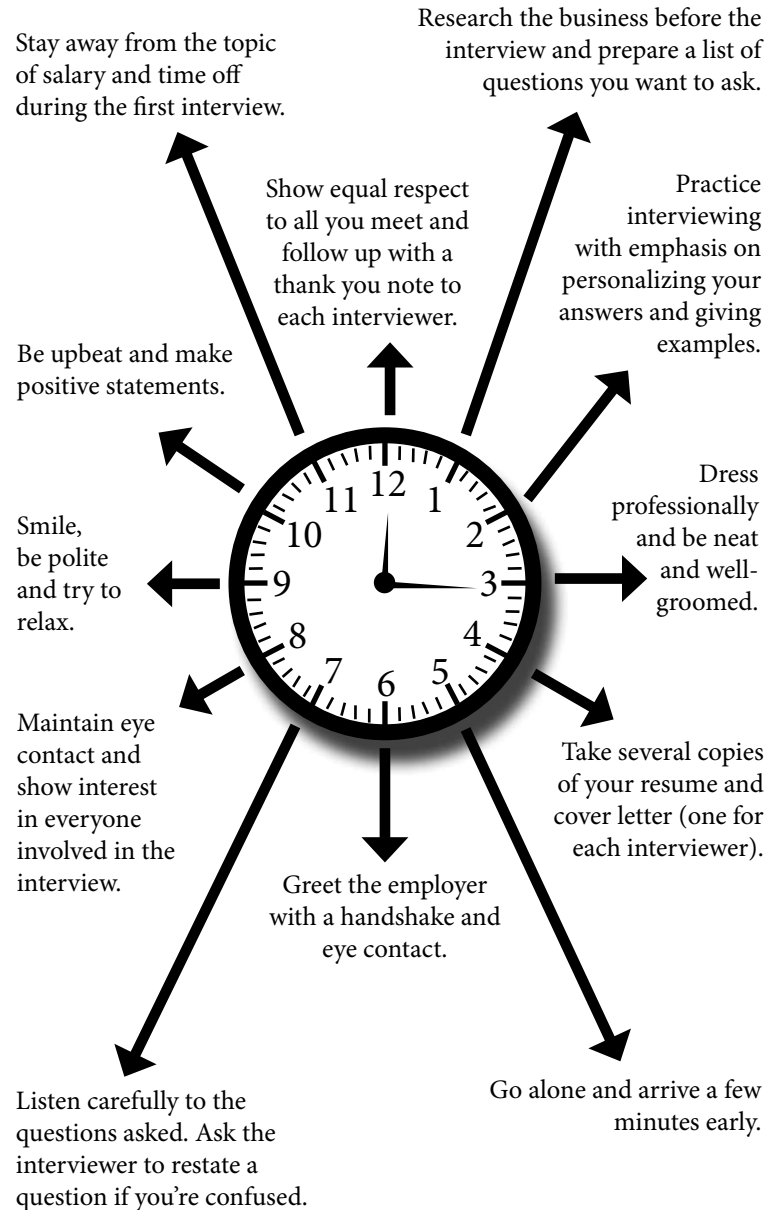 Research the business before the
interview and prepare a list of
questions you want to ask.
Stay away from the topic
of salary and time off
during the first interview.
Show equal respect
to all you meet and
follow up with a
thank you note to
each interviewer.
Practice
interviewing
with emphasis on
personalizing your
answers and giving
examples.
Be upbeat and make
positive statements.
Dress
professionally
and be neat
and well-
groomed.
Smile,
be polite
and try to
relax.
12
1
2
3
4
5
6
7
8
9
10
11
Maintain eye
contact and
show interest
in everyone
involved in the
interview.
Take several copies
of your resume and
cover letter (one for
each interviewer).
Greet the employer
with a handshake and
eye contact.
Listen carefully to the
questions asked. Ask the
interviewer to restate a
question if you're confused.
Go alone and arrive a few
minutes early.